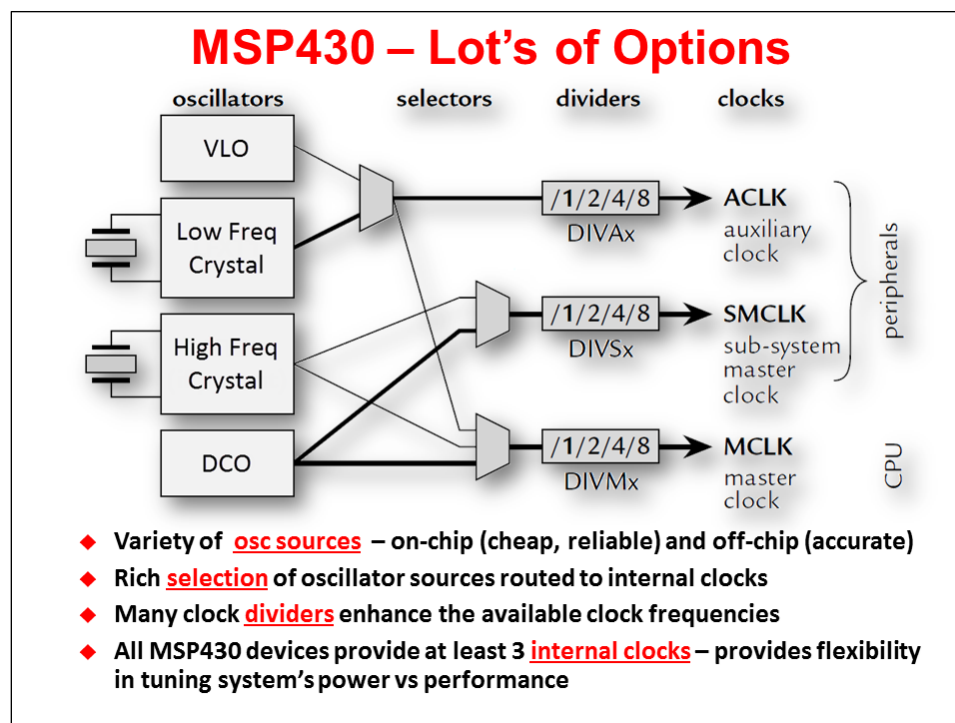 MSP430 – Lot's of Options
oscillators selectors dividers clocks
VLO
Low Freq
Crystal
High Freq
Crystal
DCO
/1/2/4/8
DIVAx
/1/2/4/8
DIVSx
/1/2/4/8
DIVMx
ACLK
auxiliary
clock
SMCLK
sub-system
master
clock
MCLK
master
clock
peripherals
CPU
Variety of osc sources – on-chip (cheap, reliable) and off-chip (accurate)
Rich selection of oscillator sources routed to internal clocks
Many clock dividers enhance the available clock frequencies
All MSP430 devices provide at least 3 internal clocks – provides flexibility
in tuning system's power vs performance